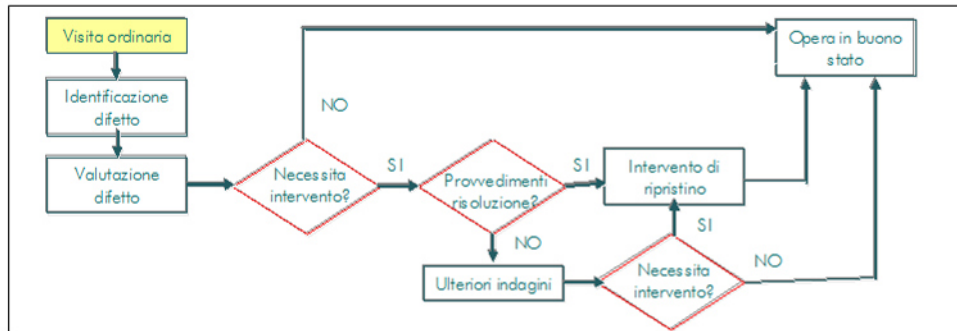 Visita ordinaria
Identificazione
difetto
Valutazione
difetto
Necessita
intervento?
NO
SI
Provvedimenti
risoluzione?
SI
NO
Ulteriori indagini
Intervento di
ripristino
SI
Necessita
intervento?
NO
Opera in buono
stato